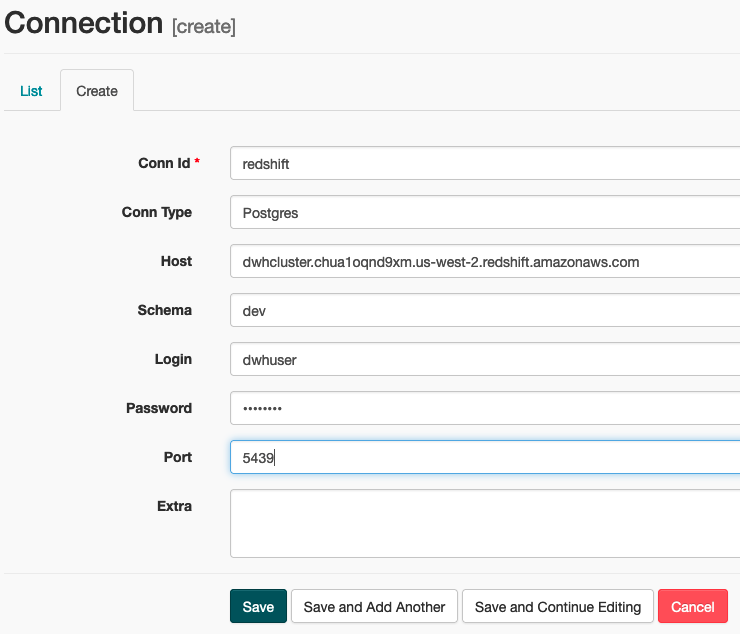 Connection [create]
List Create
Conn Id * redshift
Conn Type Postgres
Host dwhcluster.chua1oqnd9xm.us-west-2.redshift.amazonaws.com
Schema dev
Login dwhuser
Password ••••••••
Port 5439
Extra
Save Save and Add Another Save and Continue Editing Cancel